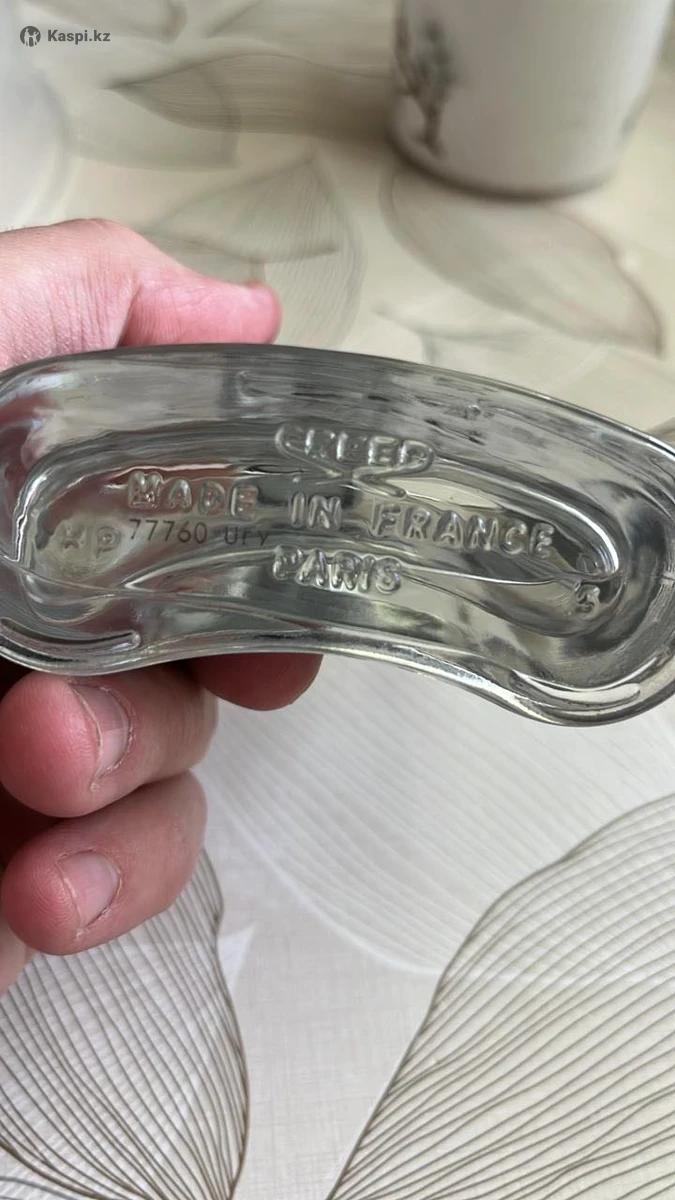 Kaspi.kz
CREED
MADE IN FRANCE
77760
PARIS